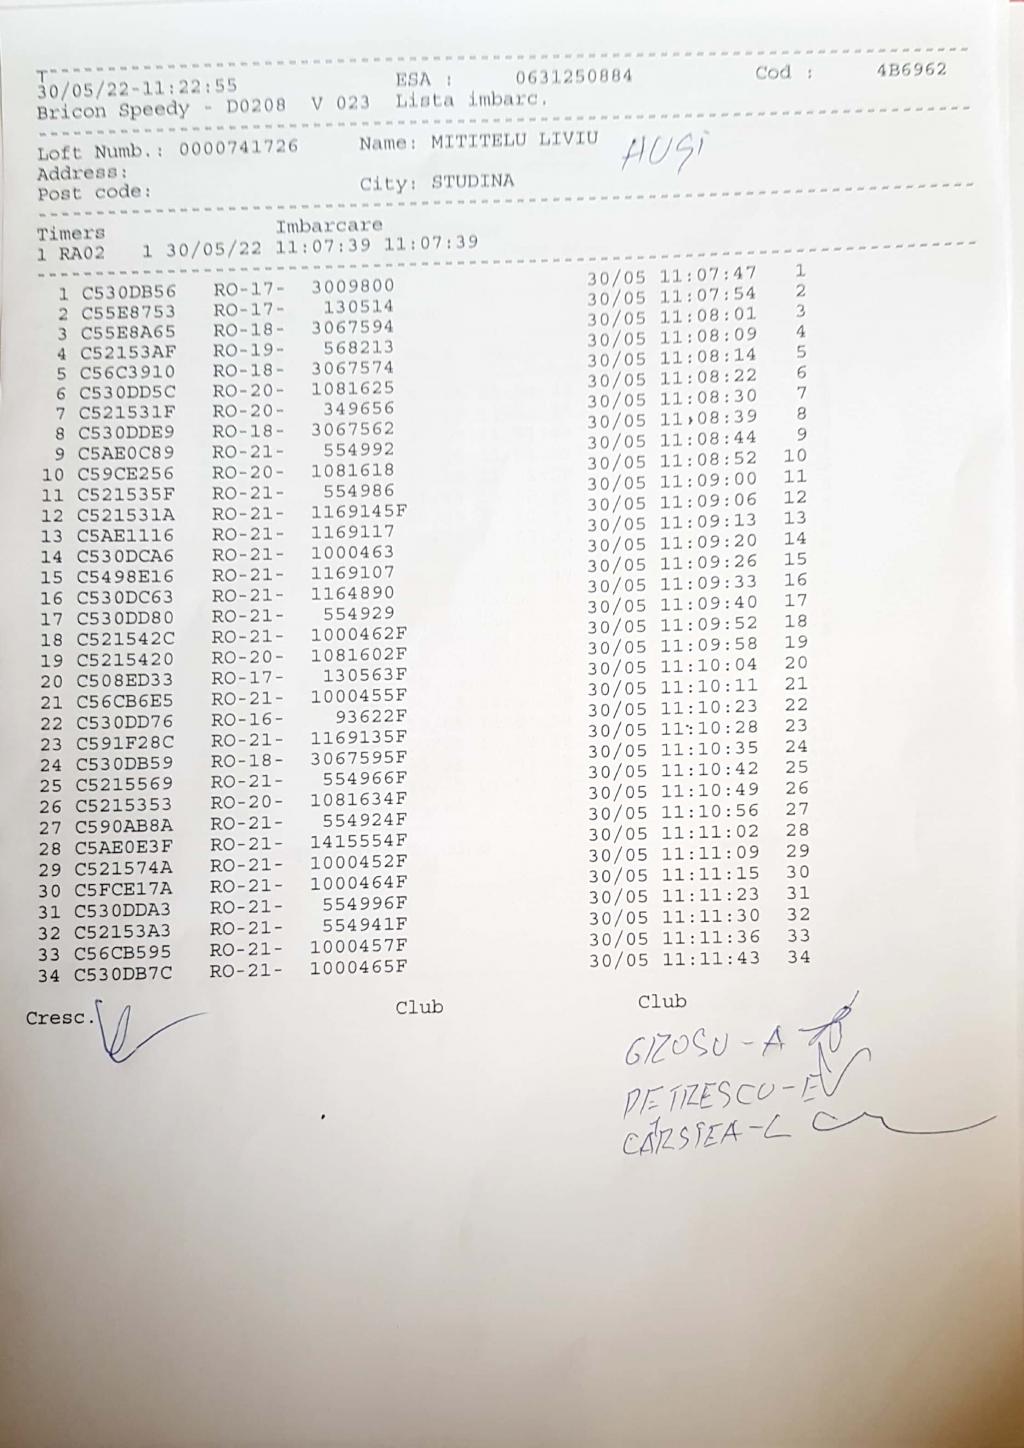 T
30/05/22-11:22:55 ESA : 0631250884 Cod : 4B6962
Bricon Speedy - D0208 V 023 Lista imbarc.
Loft Numb.: 0000741726 Name: MITITELU LIVIU HUSI
Address:
Post code: City: STUDINA
Timers Imbarcare
1 RA02 1 30/05/22 11:07:39 11:07:39
1 C530DB56 RO-17- 3009800 30/05 11:07:47 1
2 C55E8753 RO-17- 130514 30/05 11:07:54 2
3 C55E8A65 RO-18- 3067594 30/05 11:08:01 3
4 C52153AF RO-19- 568213 30/05 11:08:09 4
5 C56C3910 RO-18- 3067574 30/05 11:08:14 5
6 C530DD5C RO-20- 1081625 30/05 11:08:22 6
7 C521531F RO-20- 349656 30/05 11:08:30 7
8 C530DDE9 RO-18- 3067562 30/05 11:08:39 8
9 C5AE0C89 RO-21- 554992 30/05 11:08:44 9
10 C59CE256 RO-20- 1081618 30/05 11:08:52 10
11 C521535F RO-21- 554986 30/05 11:09:00 11
12 C521531A RO-21- 1169145F 30/05 11:09:06 12
13 C5AE1116 RO-21- 1169117 30/05 11:09:13 13
14 C530DCA6 RO-21- 1000463 30/05 11:09:20 14
15 C5498E16 RO-21- 1169107 30/05 11:09:26 15
16 C530DC63 RO-21- 1164890 30/05 11:09:33 16
17 C530DD80 RO-21- 554929 30/05 11:09:40 17
18 C521542C RO-21- 1000462F 30/05 11:09:52 18
19 C5215420 RO-20- 1081602F 30/05 11:09:58 19
20 C508ED33 RO-17- 130563F 30/05 11:10:04 20
21 C56CB6E5 RO-21- 1000455F 30/05 11:10:11 21
22 C530DD76 RO-16- 93622F 30/05 11:10:23 22
23 C591F28C RO-21- 1169135F 30/05 11:10:28 23
24 C530DB59 RO-18- 3067595F 30/05 11:10:35 24
25 C5215569 RO-21- 554966F 30/05 11:10:42 25
26 C5215353 RO-20- 1081634F 30/05 11:10:49 26
27 C590AB8A RO-21- 554924F 30/05 11:10:56 27
28 C5AE0E3F RO-21- 1415554F 30/05 11:11:02 28
29 C521574A RO-21- 1000452F 30/05 11:11:09 29
30 C5FCE17A RO-21- 1000464F 30/05 11:11:15 30
31 C530DDA3 RO-21- 554996F 30/05 11:11:23 31
32 C52153A3 RO-21- 554941F 30/05 11:11:30 32
33 C56CB595 RO-21- 1000457F 30/05 11:11:36 33
34 C530DB7C RO-21- 1000465F 30/05 11:11:43 34
Cresc. Club Club
GROSU-A
PETRESCU-E
CÂRSTEA-L